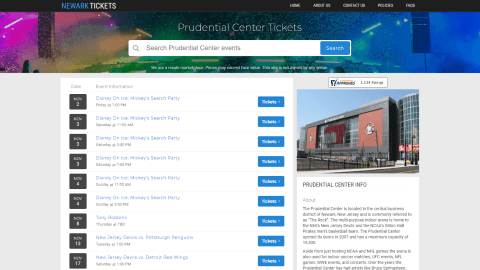 NEWARK TICKETS
HOME
ABOUT US
CONTACT US
POLICIES
FAQS
Prudential Center Tickets
Search Prudential Center events
Search
We are a resale marketplace. Prices may exceed face value. This site is not owned by any venue.
Date
Event Information
NOV
2
Disney On Ice: Mickey's Search Party
Friday @ 7:00 PM
Tickets
NOV
3
Disney On Ice: Mickey's Search Party
Saturday @ 11:00 AM
Tickets
NOV
3
Disney On Ice: Mickey's Search Party
Saturday @ 3:00 PM
Tickets
NOV
3
Disney On Ice: Mickey's Search Party
Saturday @ 7:00 PM
Tickets
NOV
4
Disney On Ice: Mickey's Search Party
Sunday @ 11:00 AM
Tickets
NOV
4
Disney On Ice: Mickey's Search Party
Sunday @ 3:00 PM
Tickets
NOV
8
Tony Robbins
Thursday @ TBD
Tickets
NOV
13
New Jersey Devils vs. Pittsburgh Penguins
Tuesday @ 7:00 PM
Tickets
NOV
17
New Jersey Devils vs. Detroit Red Wings
Saturday @ 1:00 PM
Tickets
APPROVED
Ratings
PRUDENTIAL CENTER INFO
About
The Prudential Center is located in the central business
district of Newark, New Jersey and is commonly referred to
as "The Rock". The multi-purpose indoor arena is home to
the NHL's New Jersey Devils and the NCAA's Seton Hall
Pirates men's basketball team. The Prudential Center
opened its doors in 2007 and has a maximum capacity of
19,500.
Aside from just hosting NCAA and NHL games the arena is
also used for indoor soccer matches, UFC events, NFL
games, WWE events, and concerts. Over the years the
Prudential Center has had artists like Bruce Springsteen,